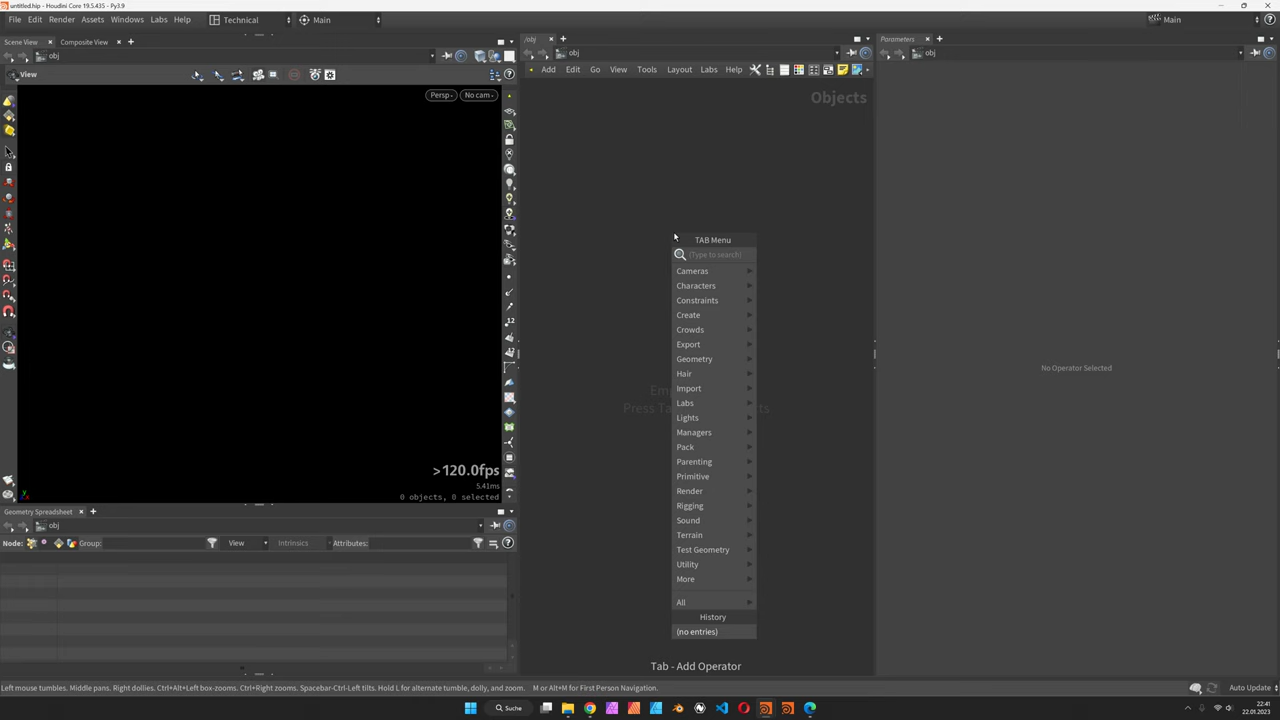 untitled.hip - Houdini Core 19.5.435 - Py3.9
File Edit Render Assets Windows Labs Help Technical Main Main
Scene View Composite View
obj
View
Persp No cam
>120.0fps
5.41ms
0 objects, 0 selected
Geometry Spreadsheet
obj
Node: Group: View Intrinsics Attributes:
/obj
obj
Add Edit Go View Tools Layout Labs Help
Objects
TAB Menu
(Type to search)
Cameras
Characters
Constraints
Create
Crowds
Export
Geometry
Hair
Import
Labs
Lights
Managers
Pack
Parenting
Primitive
Render
Rigging
Sound
Terrain
Test Geometry
Utility
More
All
History
(no entries)
Tab - Add Operator
Parameters
obj
No Operator Selected
Left mouse tumbles. Middle pans. Right dollies. Ctrl+Alt+Left box-zooms. Ctrl+Right zooms. Spacebar-Ctrl-Left tilts. Hold L for alternate tumble, dolly, and zoom. M or Alt+M for First Person Navigation.
Auto Update
Suche
22:41
22.01.2023